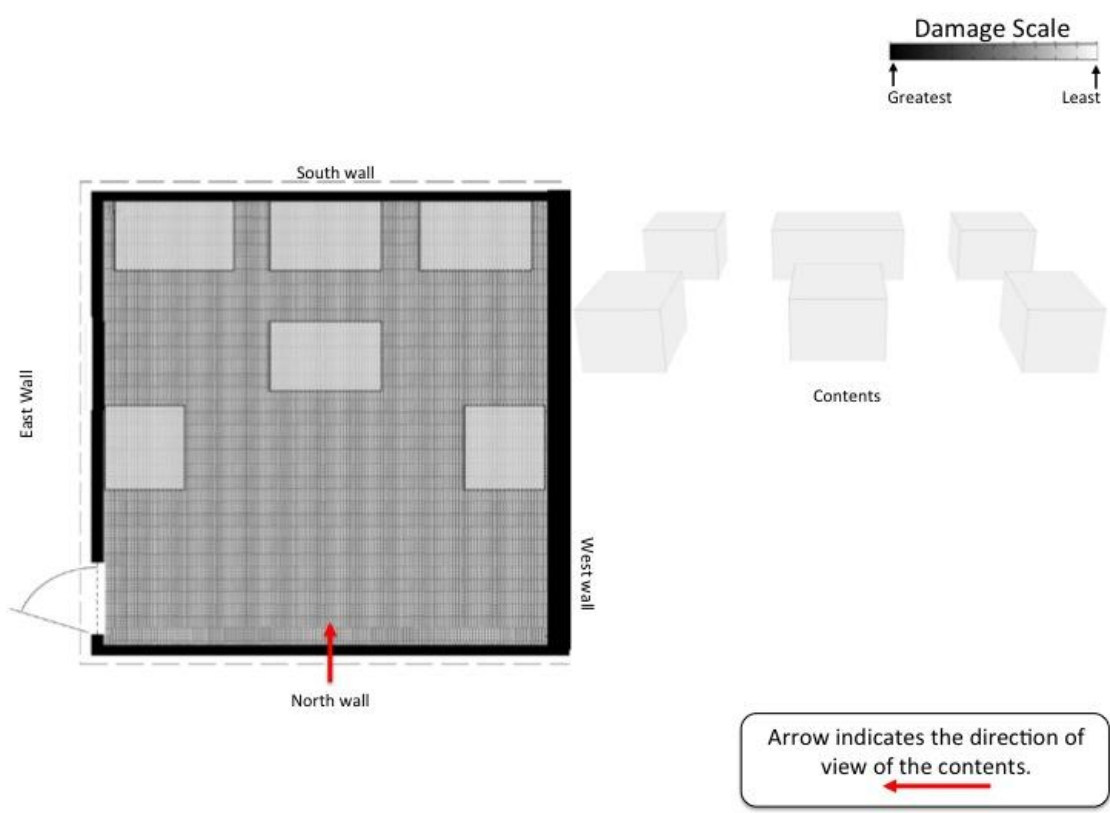 Damage Scale
Greatest
Least
South wall
East Wall
Contents
West wall
North wall
Arrow indicates the direction of
view of the contents.